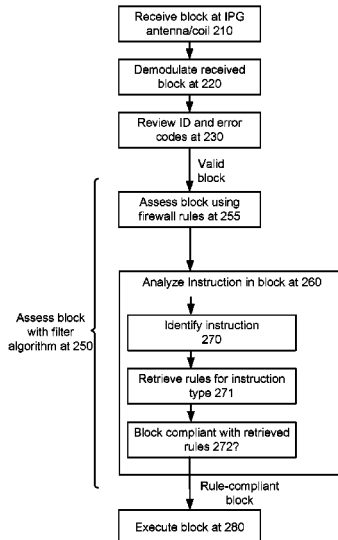 Receive block at IPG
antenna/coil 210
Demodulate received
block at 220
Review ID and error
codes at 230
Valid
block
Assess block using
firewall rules at 255
Assess block
with filter
algorithm at 250
Analyze Instruction in block at 260
Identify instruction
270
Retrieve rules for instruction
type 271
Block compliant with retrieved
rules 272?
Rule-compliant
block
Execute block at 280